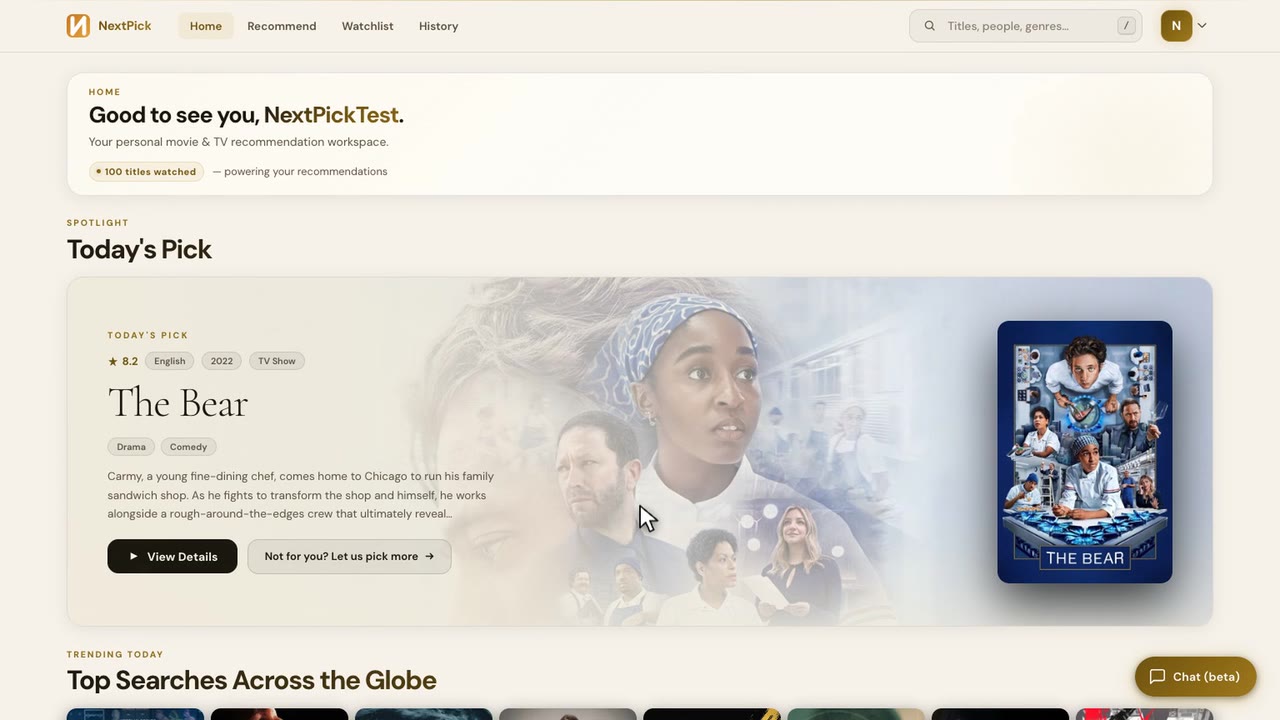 NextPick
Home
Recommend
Watchlist
History
Titles, people, genres...
/
N
HOME
Good to see you, NextPickTest.
Your personal movie & TV recommendation workspace.
100 titles watched
— powering your recommendations
SPOTLIGHT
Today's Pick
TODAY'S PICK
★ 8.2
English
2022
TV Show
The Bear
Drama
Comedy
Carmy, a young fine-dining chef, comes home to Chicago to run his family
sandwich shop. As he fights to transform the shop and himself, he works
alongside a rough-around-the-edges crew that ultimately reveal...
View Details
Not for you? Let us pick more →
THE BEAR
TRENDING TODAY
Top Searches Across the Globe
Chat (beta)